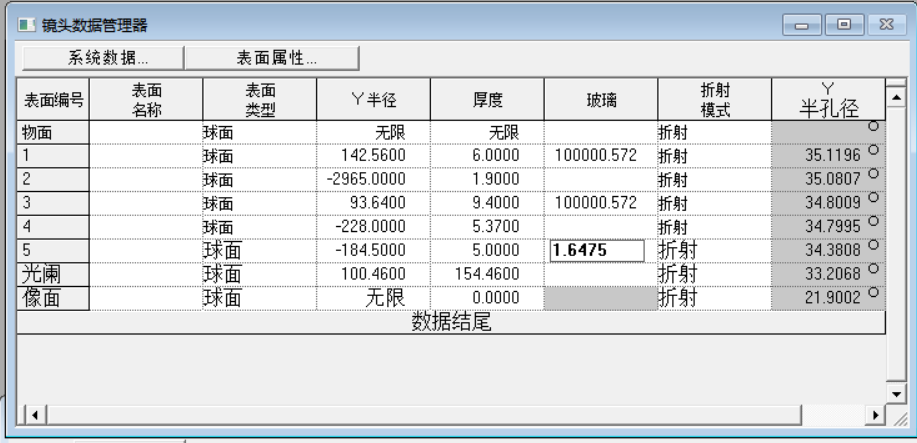 镜头数据管理器
系统数据... 表面属性...
表面编号 表面名称 表面类型 Y 半径 厚度 玻璃 折射模式 Y 半孔径
物面 球面 无限 无限 折射 O
1 球面 142.5600 6.0000 100000.572 折射 35.1196 O
2 球面 -2965.0000 1.9000 折射 35.0807 O
3 球面 93.6400 9.4000 100000.572 折射 34.8009 O
4 球面 -228.0000 5.3700 折射 34.7995 O
5 球面 -184.5000 5.0000 1.6475 折射 34.3808 O
光阑 球面 100.4600 154.4600 折射 33.2068 O
像面 球面 无限 0.0000 折射 21.9002 O
数据结尾